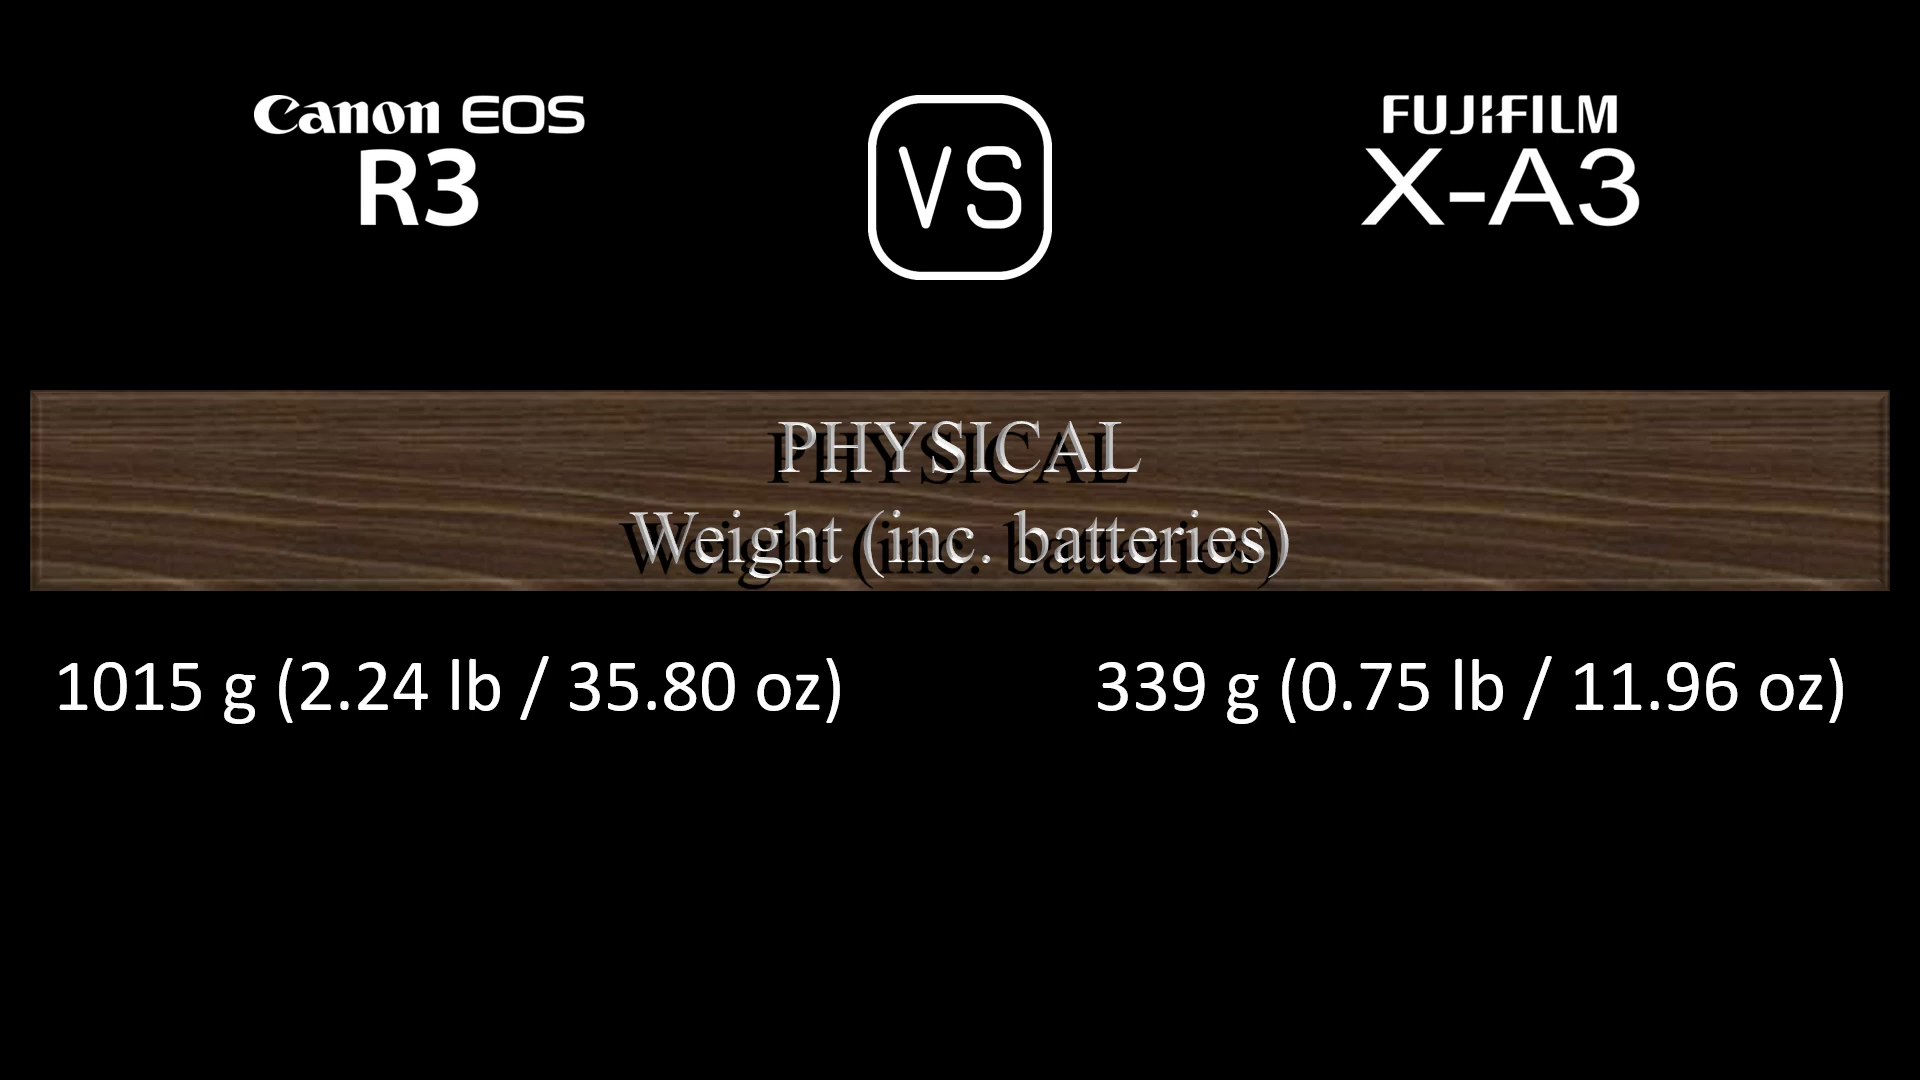 Canon EOS
R3
VS
FUJIFILM
X-A3
PHYSICAL
Weight (inc. batteries)
1015 g (2.24 lb / 35.80 oz)
339 g (0.75 lb / 11.96 oz)